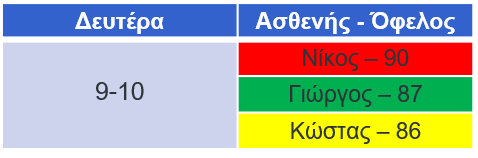 Δευτέρα Ασθενής - Όφελος
9-10
Νίκος – 90
Γιώργος – 87
Κώστας – 86